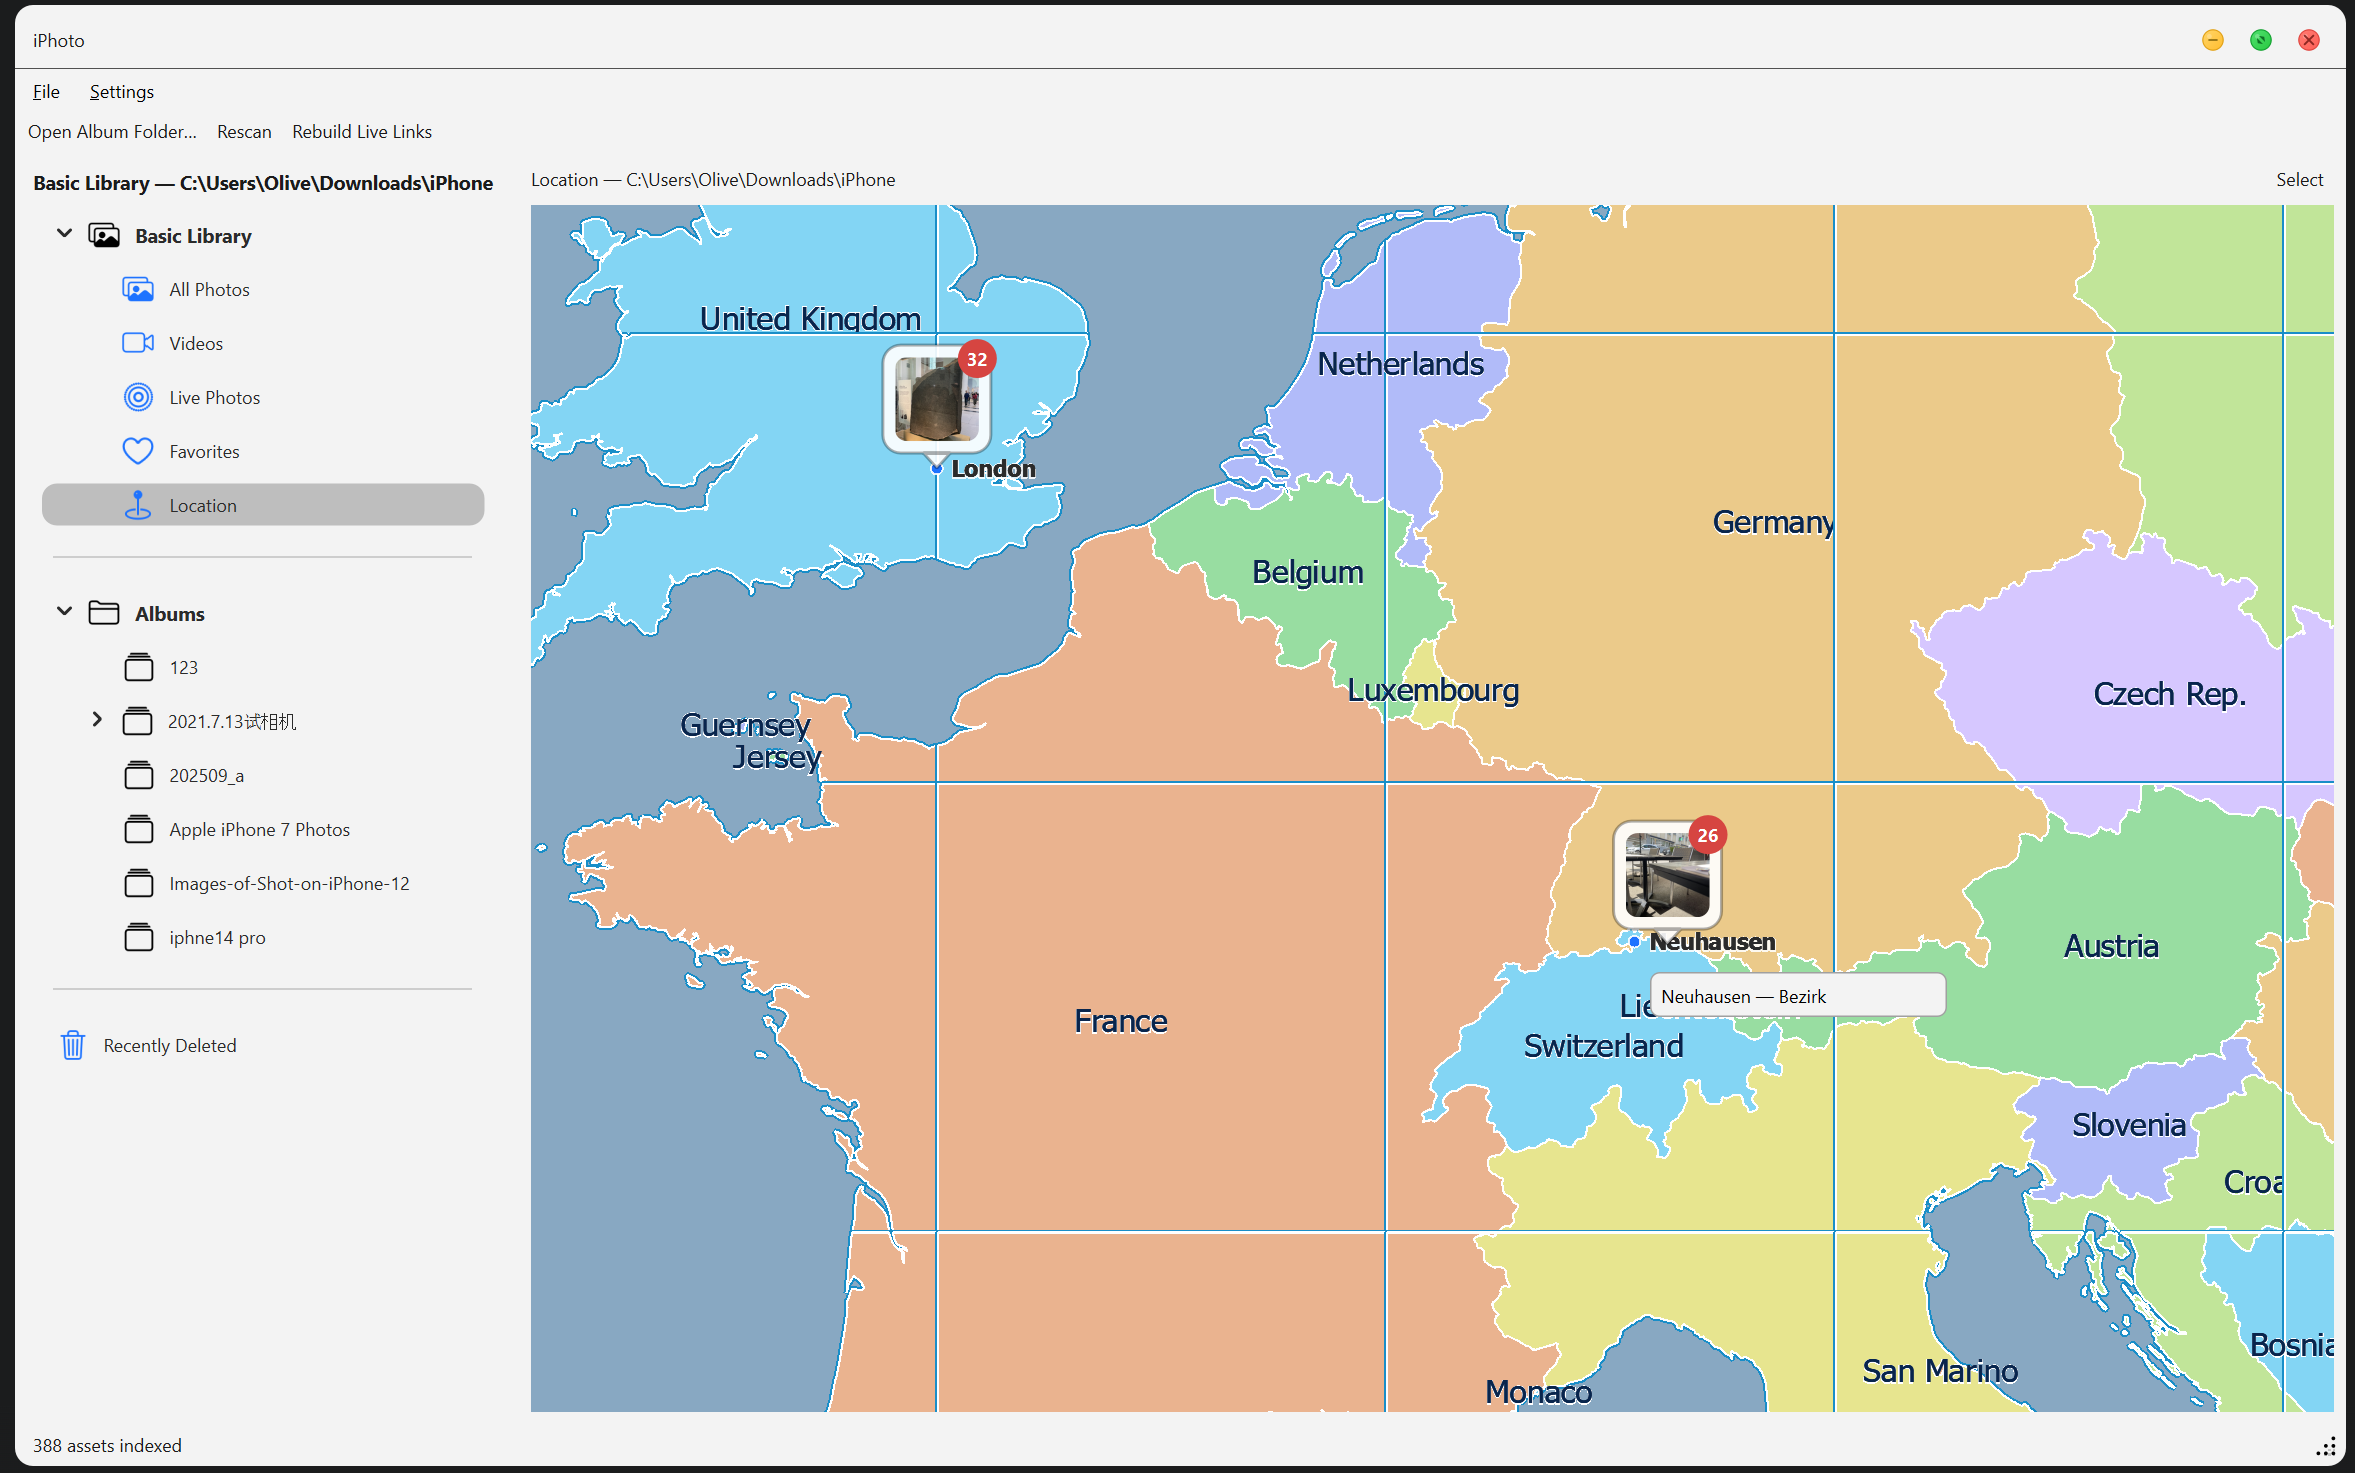 iPhoto
File Settings
Open Album Folder... Rescan Rebuild Live Links
Basic Library — C:\Users\Olive\Downloads\iPhone
Location — C:\Users\Olive\Downloads\iPhone
Select
Basic Library
All Photos
Videos
Live Photos
Favorites
Location
Albums
123
2021.7.13试相机
202509_a
Apple iPhone 7 Photos
Images-of-Shot-on-iPhone-12
iphne14 pro
Recently Deleted
United Kingdom
32
London
Netherlands
Germany
Belgium
Luxembourg
Czech Rep.
Guernsey
Jersey
26
Neuhausen
Neuhausen — Bezirk
Austria
France
Switzerland
Slovenia
Croa
Bosnia
San Marino
Monaco
388 assets indexed